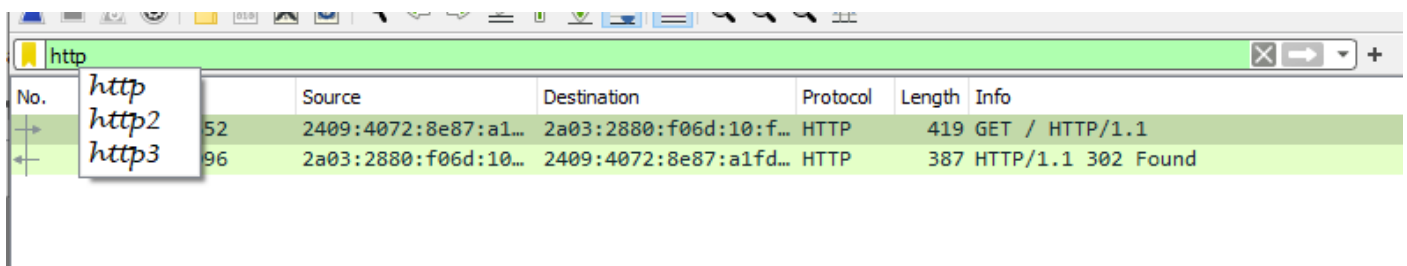 http
http
http2
http3
No. Source Destination Protocol Length Info
52 2409:4072:8e87:a1… 2a03:2880:f06d:10:f… HTTP 419 GET / HTTP/1.1
96 2a03:2880:f06d:10… 2409:4072:8e87:a1fd… HTTP 387 HTTP/1.1 302 Found